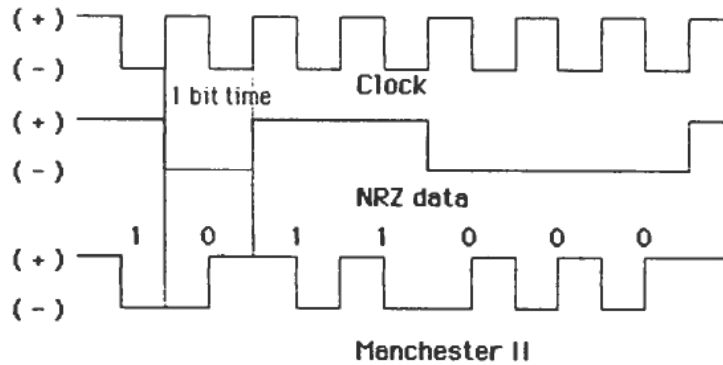 (+)
(-)
Clock
1 bit time
(+)
(-)
NRZ data
1 0 1 1 0 0 0
(+)
(-)
Manchester II